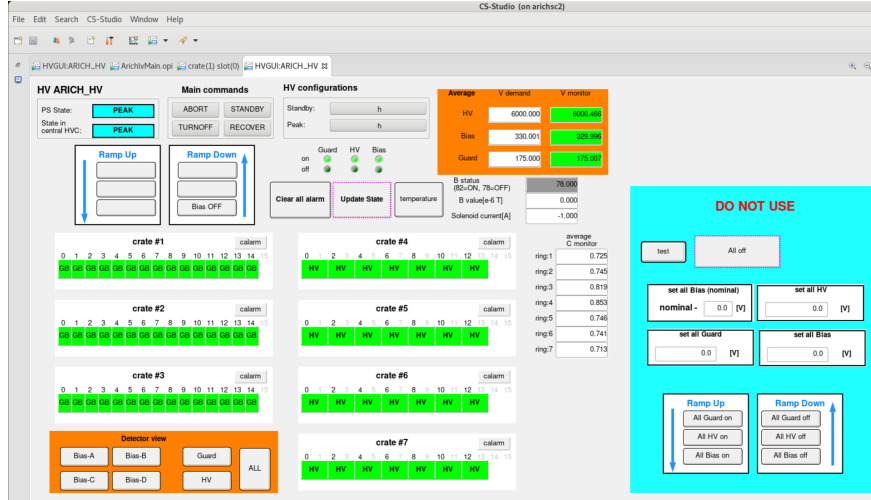 CS-Studio (on arichsc2)
File Edit Search CS-Studio Window Help
HVGUI:ARICH_HV ArichlvMain.opi crate(1) slot(0) HVGUI:ARICH_HV
HV ARICH_HV
PS State: PEAK
State in
central HVC: PEAK
Main commands
ABORT STANDBY
TURNOFF RECOVER
HV configurations
Standby: h
Peak: h
Average V demand V monitor
HV 6000.000 6000.466
Bias 330.001 329.996
Guard 175.000 175.007
Ramp Up
Ramp Down
Bias OFF
Guard HV Bias
on
off
Clear all alarm Update State temperature
B status
(82=ON, 78=OFF) 78.000
B value[e-6 T] 0.000
Solenoid current[A] -1.000
crate #1 calarm
0 1 2 3 4 5 6 7 8 9 10 11 12 13 14 15
GB GB GB GB GB GB GB GB GB GB GB GB GB GB GB
crate #2 calarm
0 1 2 3 4 5 6 7 8 9 10 11 12 13 14 15
GB GB GB GB GB GB GB GB GB GB GB GB GB GB GB
crate #3 calarm
0 1 2 3 4 5 6 7 8 9 10 11 12 13 14 15
GB GB GB GB GB GB GB GB GB GB GB GB GB GB GB
crate #4 calarm
0 1 2 3 4 5 6 7 8 9 10 11 12 13 14 15
HV HV HV HV HV HV HV
crate #5 calarm
0 1 2 3 4 5 6 7 8 9 10 11 12 13 14 15
HV HV HV HV HV HV HV
crate #6 calarm
0 1 2 3 4 5 6 7 8 9 10 11 12 13 14 15
HV HV HV HV HV HV HV
crate #7 calarm
0 1 2 3 4 5 6 7 8 9 10 11 12 13 14 15
HV HV HV HV HV HV HV
average
C monitor
ring:1 0.725
ring:2 0.745
ring:3 0.819
ring:4 0.853
ring:5 0.746
ring:6 0.741
ring:7 0.713
Detector view
Bias-A Bias-B Guard ALL
Bias-C Bias-D HV
DO NOT USE
test All off
set all Bias (nominal)
nominal - 0.0 [V]
set all HV
0.0 [V]
set all Guard
0.0 [V]
set all Bias
0.0 [V]
Ramp Up
All Guard on
All HV on
All Bias on
Ramp Down
All Guard off
All HV off
All Bias off